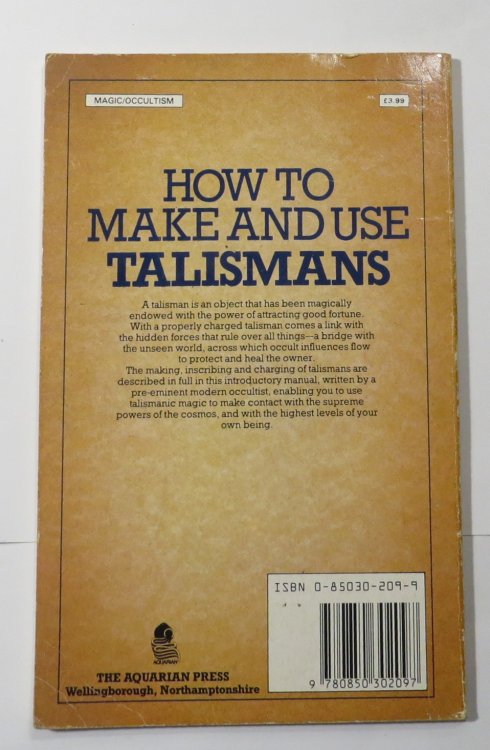 MAGIC/OCCULTISM
£3.99
HOW TO
MAKE AND USE
TALISMANS
A talisman is an object that has been magically
endowed with the power of attracting good fortune.
With a properly charged talisman comes a link with
the hidden forces that rule over all things—a bridge with
the unseen world, across which occult influences flow
to protect and heal the owner.
The making, inscribing and charging of talismans are
described in full in this introductory manual, written by a
pre-eminent modern occultist, enabling you to use
talismanic magic to make contact with the supreme
powers of the cosmos, and with the highest levels of your
own being.
ISBN 0-85030-209-9
9 780850 302097
AQUARIAN
THE AQUARIAN PRESS
Wellingborough, Northamptonshire